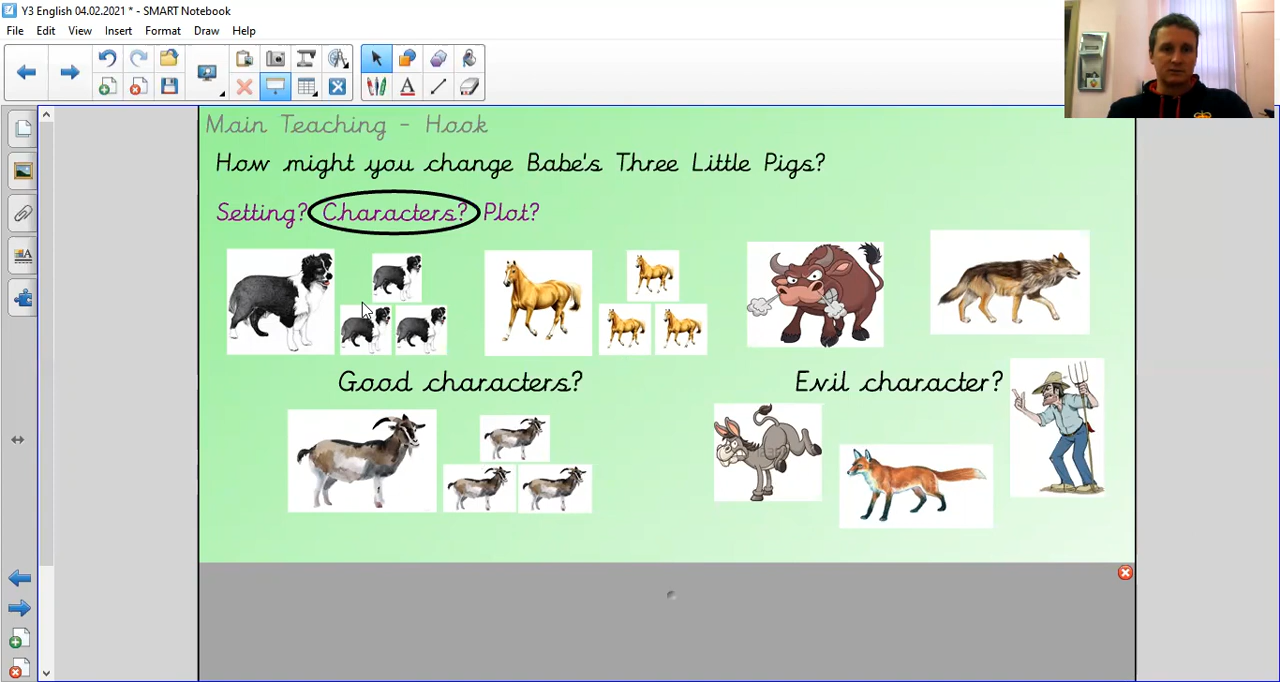 Y3 English 04.02.2021 * - SMART Notebook
File Edit View Insert Format Draw Help
Main Teaching - Hook
How might you change Babe's Three Little Pigs?
Setting? Characters? Plot?
Good characters?
Evil character?